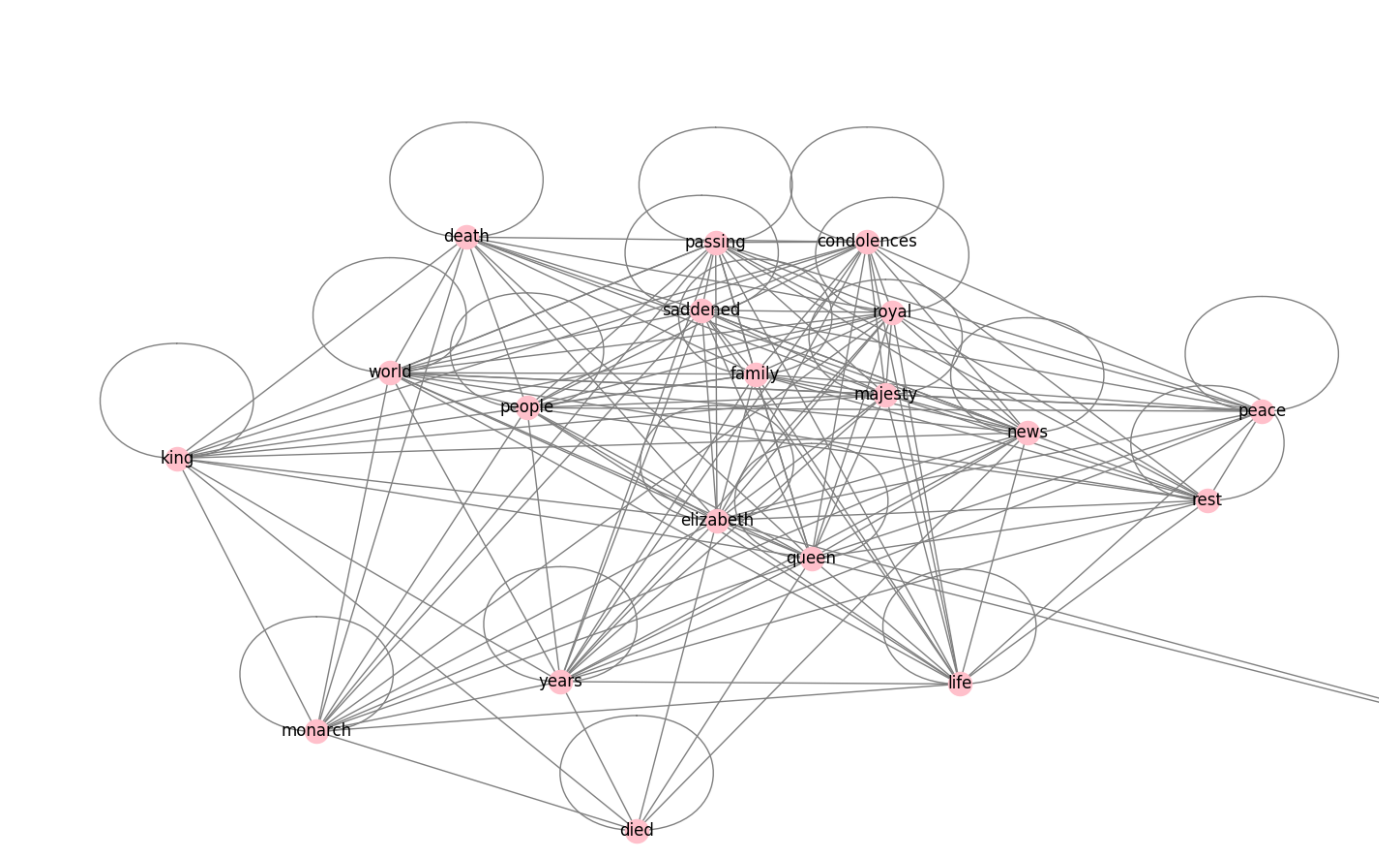 death
passing
condolences
saddened
royal
world
family
majesty
people
peace
news
king
rest
elizabeth
queen
years
life
monarch
died